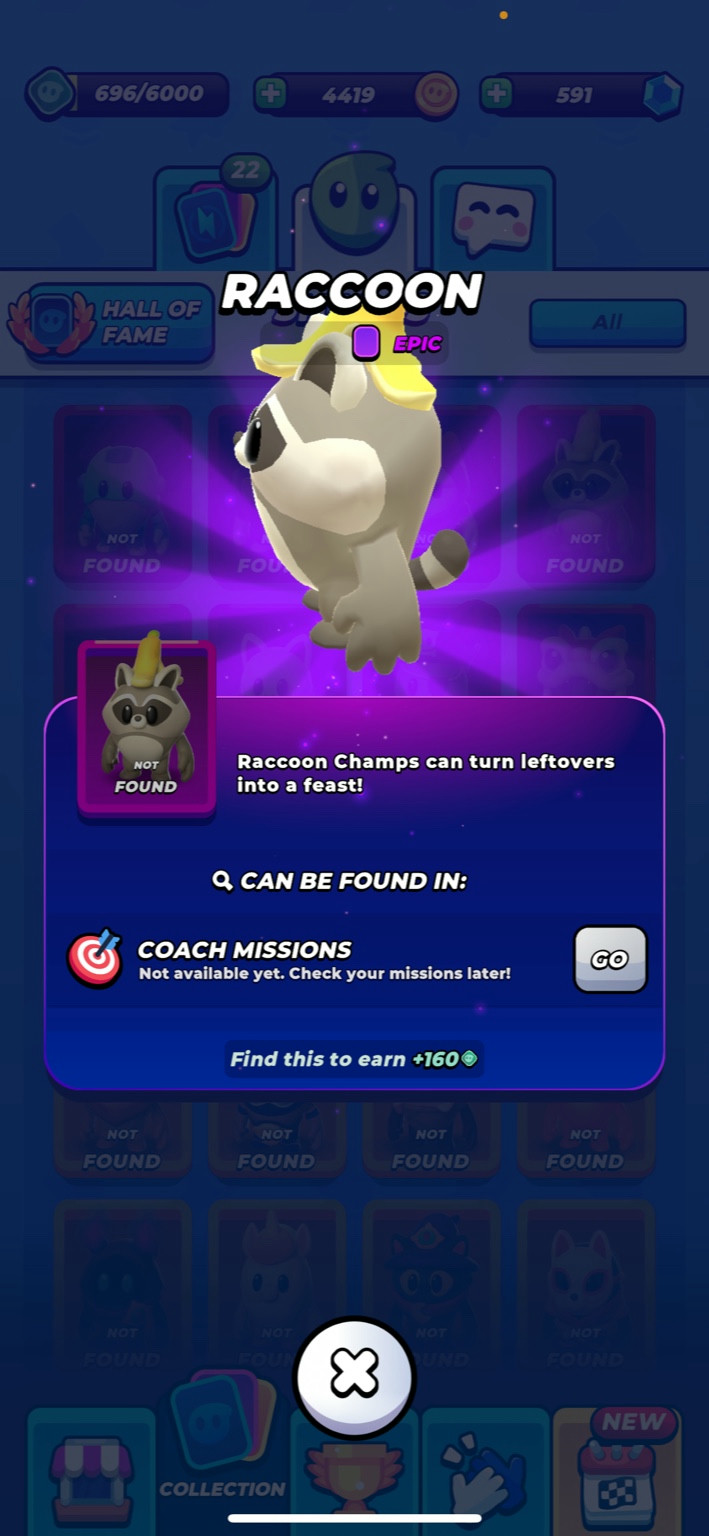 696/6000
4419
591
22
RACCOON
HALL OF
FAME
All
EPIC
NOT
FOUND
NOT
FOUND
NOT
FOUND
Raccoon Champs can turn leftovers
into a feast!
CAN BE FOUND IN:
COACH MISSIONS
Not available yet. Check your missions later!
GO
Find this to earn +160
NOT
FOUND
NOT
FOUND
NOT
FOUND
NOT
FOUND
NOT
FOUND
NOT
FOUND
NOT
FOUND
NOT
FOUND
NEW
COLLECTION